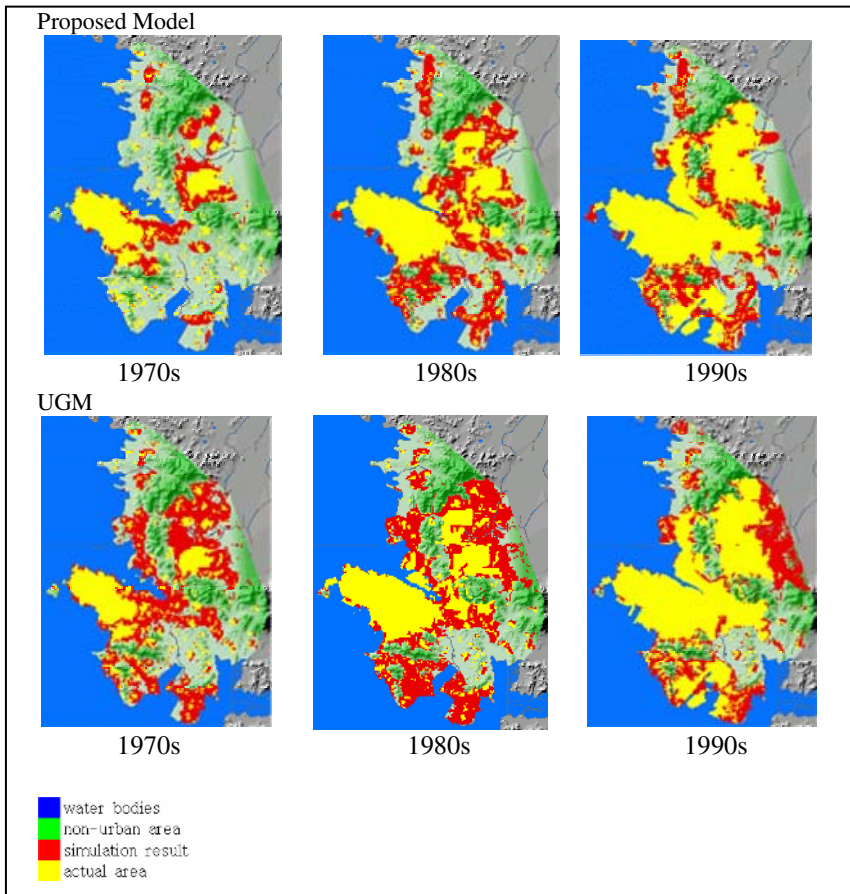 Proposed Model
1970s
1980s
1990s
UGM
1970s
1980s
1990s
water bodies
non-urban area
simulation result
actual area